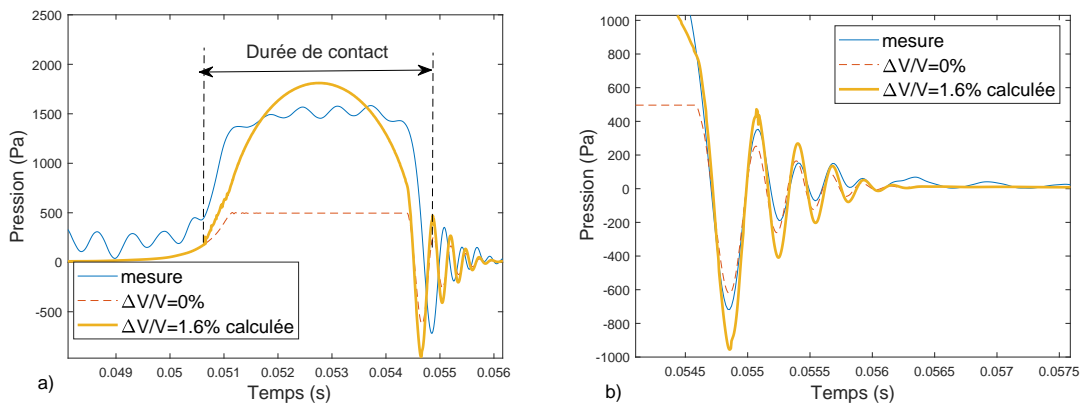 2500
2000
1500
1000
500
0
-500
Pression (Pa)
Durée de contact
mesure
ΔV/V=0%
ΔV/V=1.6% calculée
0.049 0.05 0.051 0.052 0.053 0.054 0.055 0.056
Temps (s)
a)
1000
800
600
400
200
0
-200
-400
-600
-800
-1000
Pression (Pa)
mesure
ΔV/V=0%
ΔV/V=1.6% calculée
0.0545 0.055 0.0555 0.056 0.0565 0.057 0.0575
Temps (s)
b)